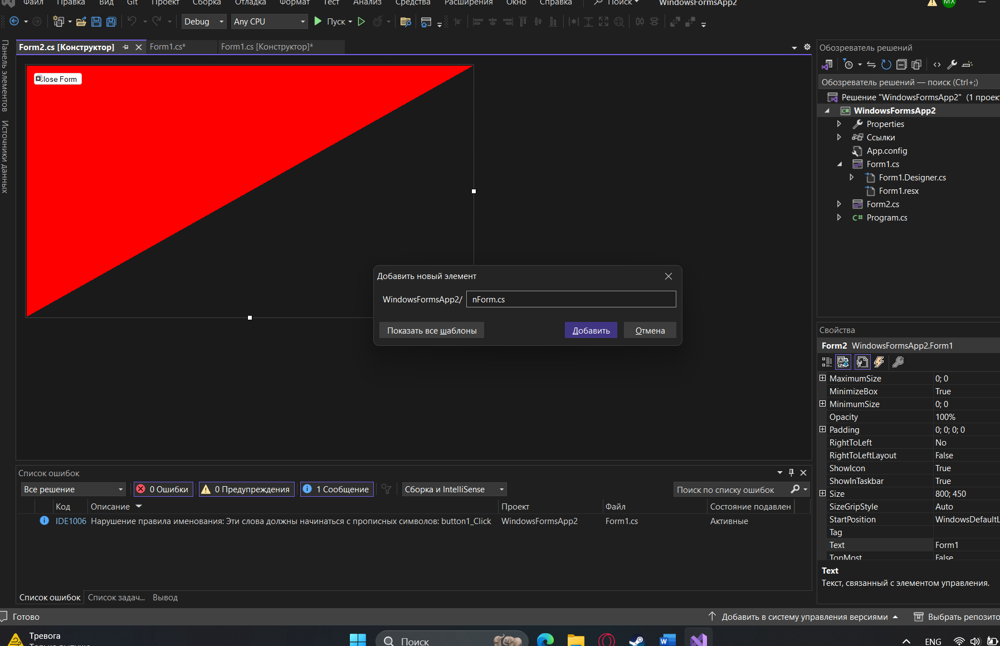 Файл Правка Вид Git Проект Сборка Отладка Формат Тест Анализ Средства Расширения Окно Справка Поиск WindowsFormsApp2 MX
Debug Any CPU Пуск
Панель элементов
Источники данных
Form2.cs [Конструктор] Form1.cs* Form1.cs [Конструктор]*
lose Form
Добавить новый элемент
WindowsFormsApp2/ nForm.cs
Показать все шаблоны Добавить Отмена
Обозреватель решений
Обозреватель решений — поиск (Ctrl+;)
Решение "WindowsFormsApp2" (1 проек
C# WindowsFormsApp2
Properties
Ссылки
App.config
Form1.cs
Form1.Designer.cs
Form1.resx
Form2.cs
C# Program.cs
Свойства
Form2 WindowsFormsApp2.Form1
MaximumSize 0; 0
MinimizeBox True
MinimumSize 0; 0
Opacity 100%
Padding 0; 0; 0; 0
RightToLeft No
RightToLeftLayout False
ShowIcon True
ShowInTaskbar True
Size 800; 450
SizeGripStyle Auto
StartPosition WindowsDefaultL
Tag
Text Form1
TopMost False
Text
Текст, связанный с элементом управления.
Список ошибок
Все решение 0 Ошибки 0 Предупреждения 1 Сообщение Сборка и IntelliSense Поиск по списку ошибок
Код Описание Проект Файл Состояние подавлен
IDE1006 Нарушение правила именования: Эти слова должны начинаться с прописных символов: button1_Click WindowsFormsApp2 Form1.cs Активные
Список ошибок Список задач... Вывод
Готово Добавить в систему управления версиями Выбрать репозито
Тревога
Поиск
ENG